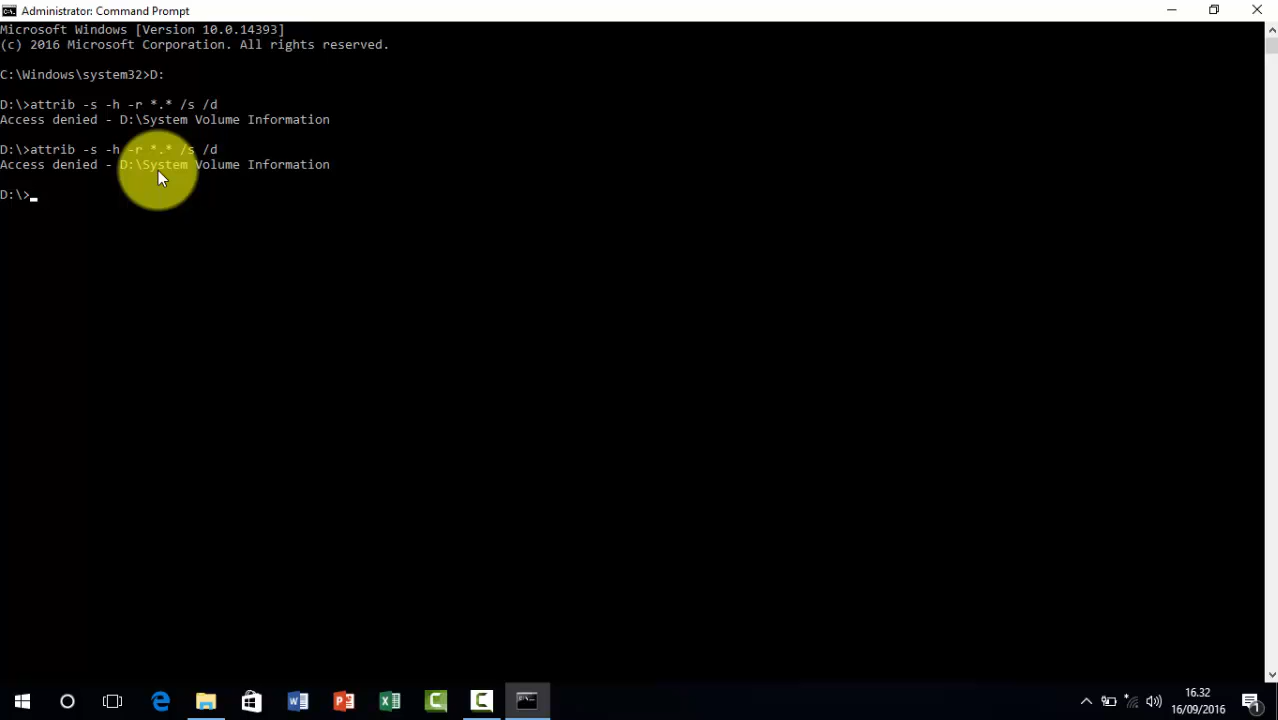 Administrator: Command Prompt
Microsoft Windows [Version 10.0.14393]
(c) 2016 Microsoft Corporation. All rights reserved.
C:\Windows\system32>D:
D:\>attrib -s -h -r *.* /s /d
Access denied - D:\System Volume Information
D:\>attrib -s -h -r *.* /s /d
Access denied - D:\System Volume Information
D:\>
16.32
16/09/2016
1